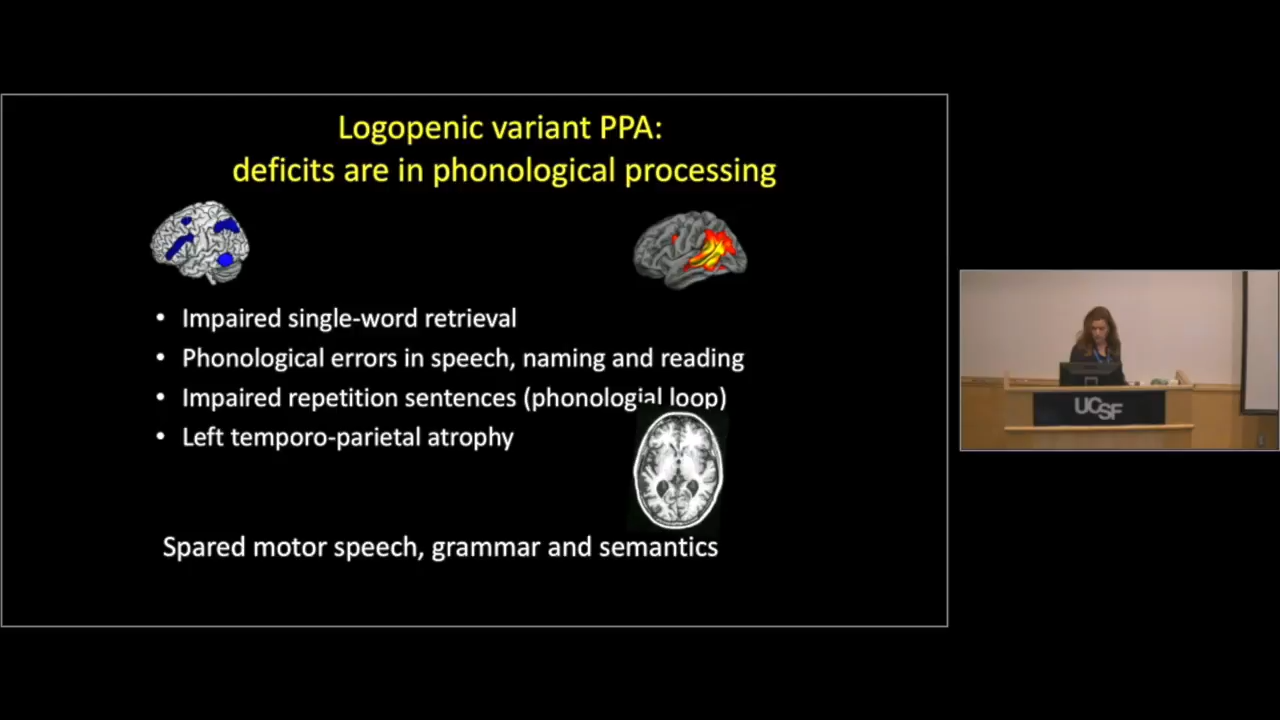 Logopenic variant PPA:
deficits are in phonological processing
• Impaired single-word retrieval
• Phonological errors in speech, naming and reading
• Impaired repetition sentences (phonologial loop)
• Left temporo-parietal atrophy
Spared motor speech, grammar and semantics
UCSF